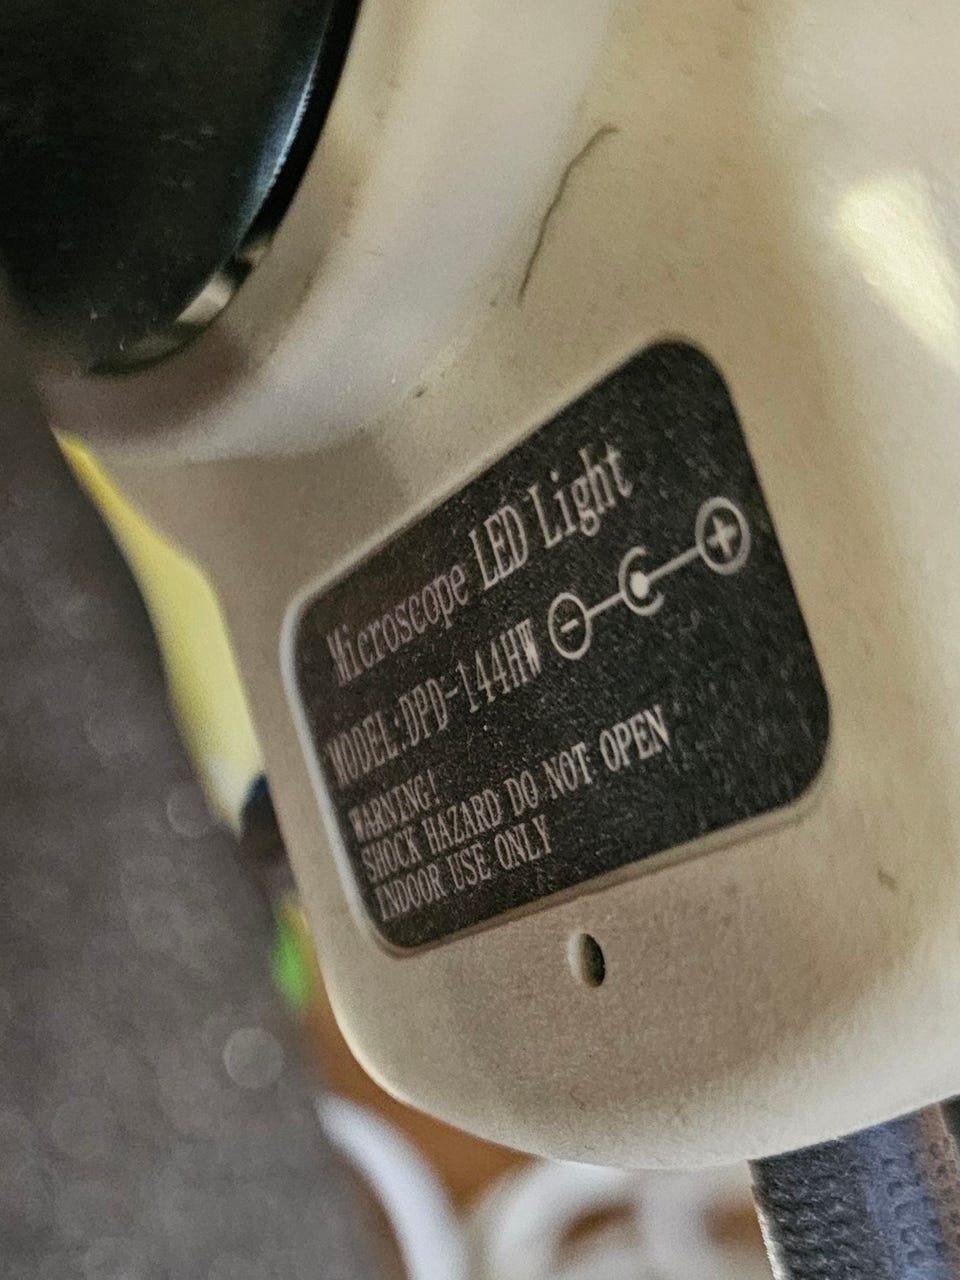 Microscope LED Light
MODEL:DPD-144HW
- +
WARNING!
SHOCK HAZARD DO NOT OPEN
INDOOR USE ONLY